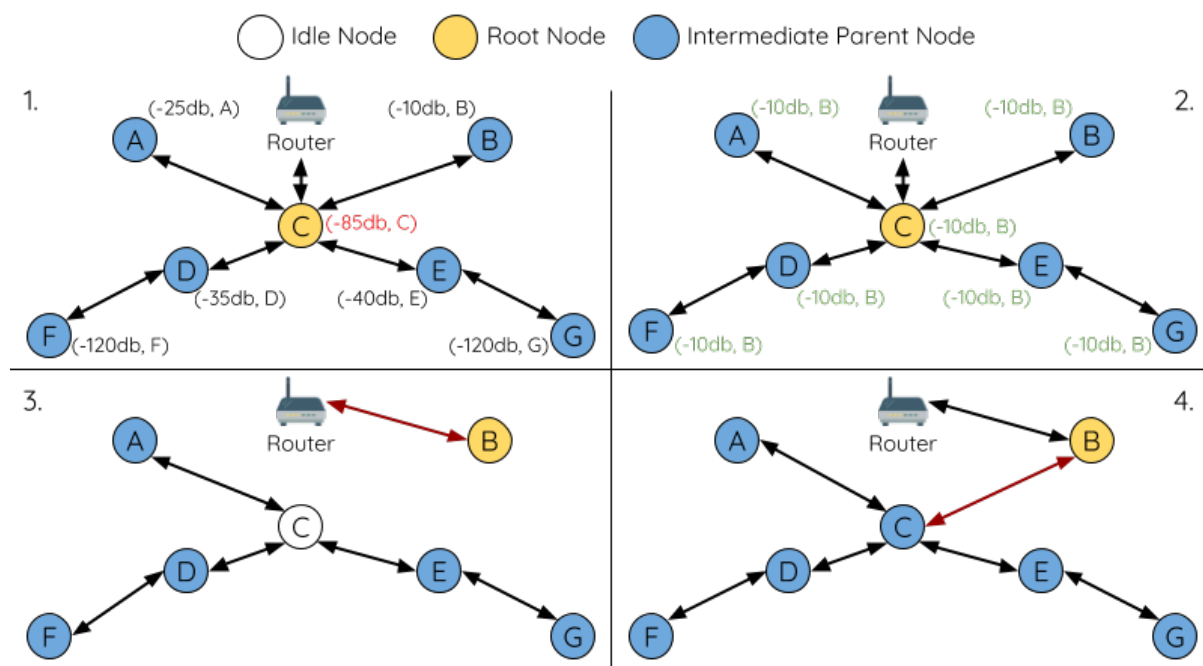 Idle Node
Root Node
Intermediate Parent Node
1.
(-25db, A)
(-10db, B)
A
Router
B
C
(-85db, C)
D
E
(-35db, D)
(-40db, E)
F
(-120db, F)
(-120db, G)
G
2.
(-10db, B)
(-10db, B)
A
Router
B
C
(-10db, B)
D
E
(-10db, B)
(-10db, B)
F
(-10db, B)
(-10db, B)
G
3.
A
Router
B
C
D
E
F
G
4.
A
Router
B
C
D
E
F
G